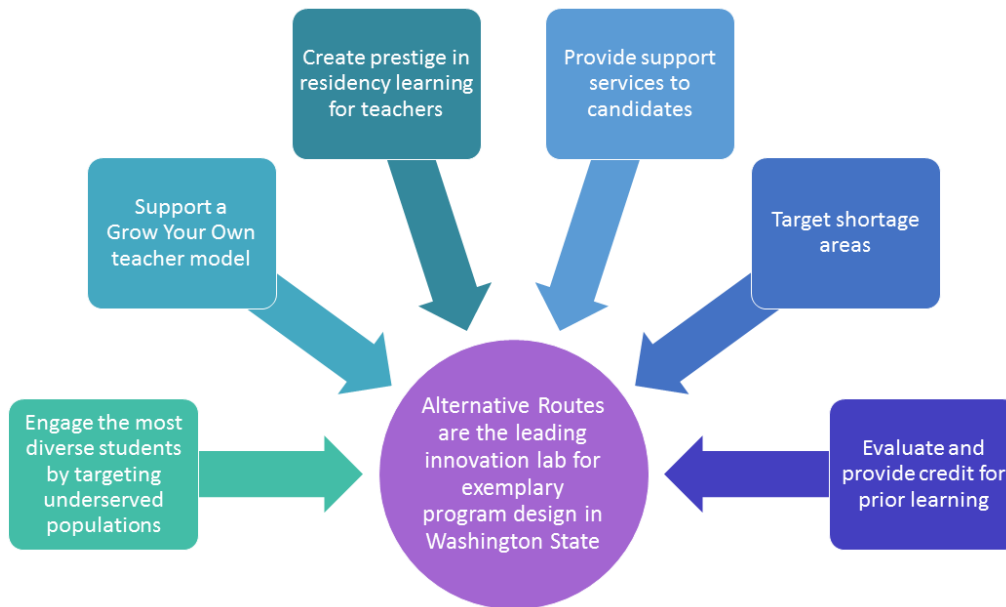 Create prestige in
residency learning
for teachers
Provide support
services to
candidates
Support a
Grow Your Own
teacher model
Target shortage
areas
Engage the most
diverse students
by targeting
underserved
populations
Alternative Routes
are the leading
innovation lab for
exemplary
program design in
Washington State
Evaluate and
provide credit for
prior learning